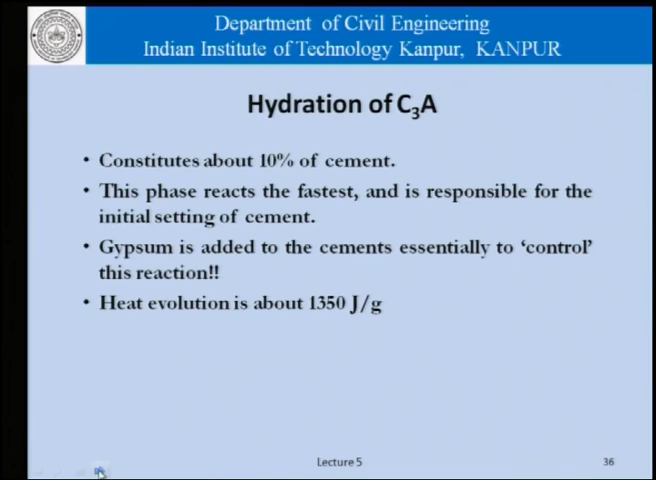 Department of Civil Engineering
Indian Institute of Technology Kanpur, KANPUR
Hydration of C₃A
• Constitutes about 10% of cement.
• This phase reacts the fastest, and is responsible for the
initial setting of cement.
• Gypsum is added to the cements essentially to ‘control’
this reaction!!
• Heat evolution is about 1350 J/g
Lecture 5
36